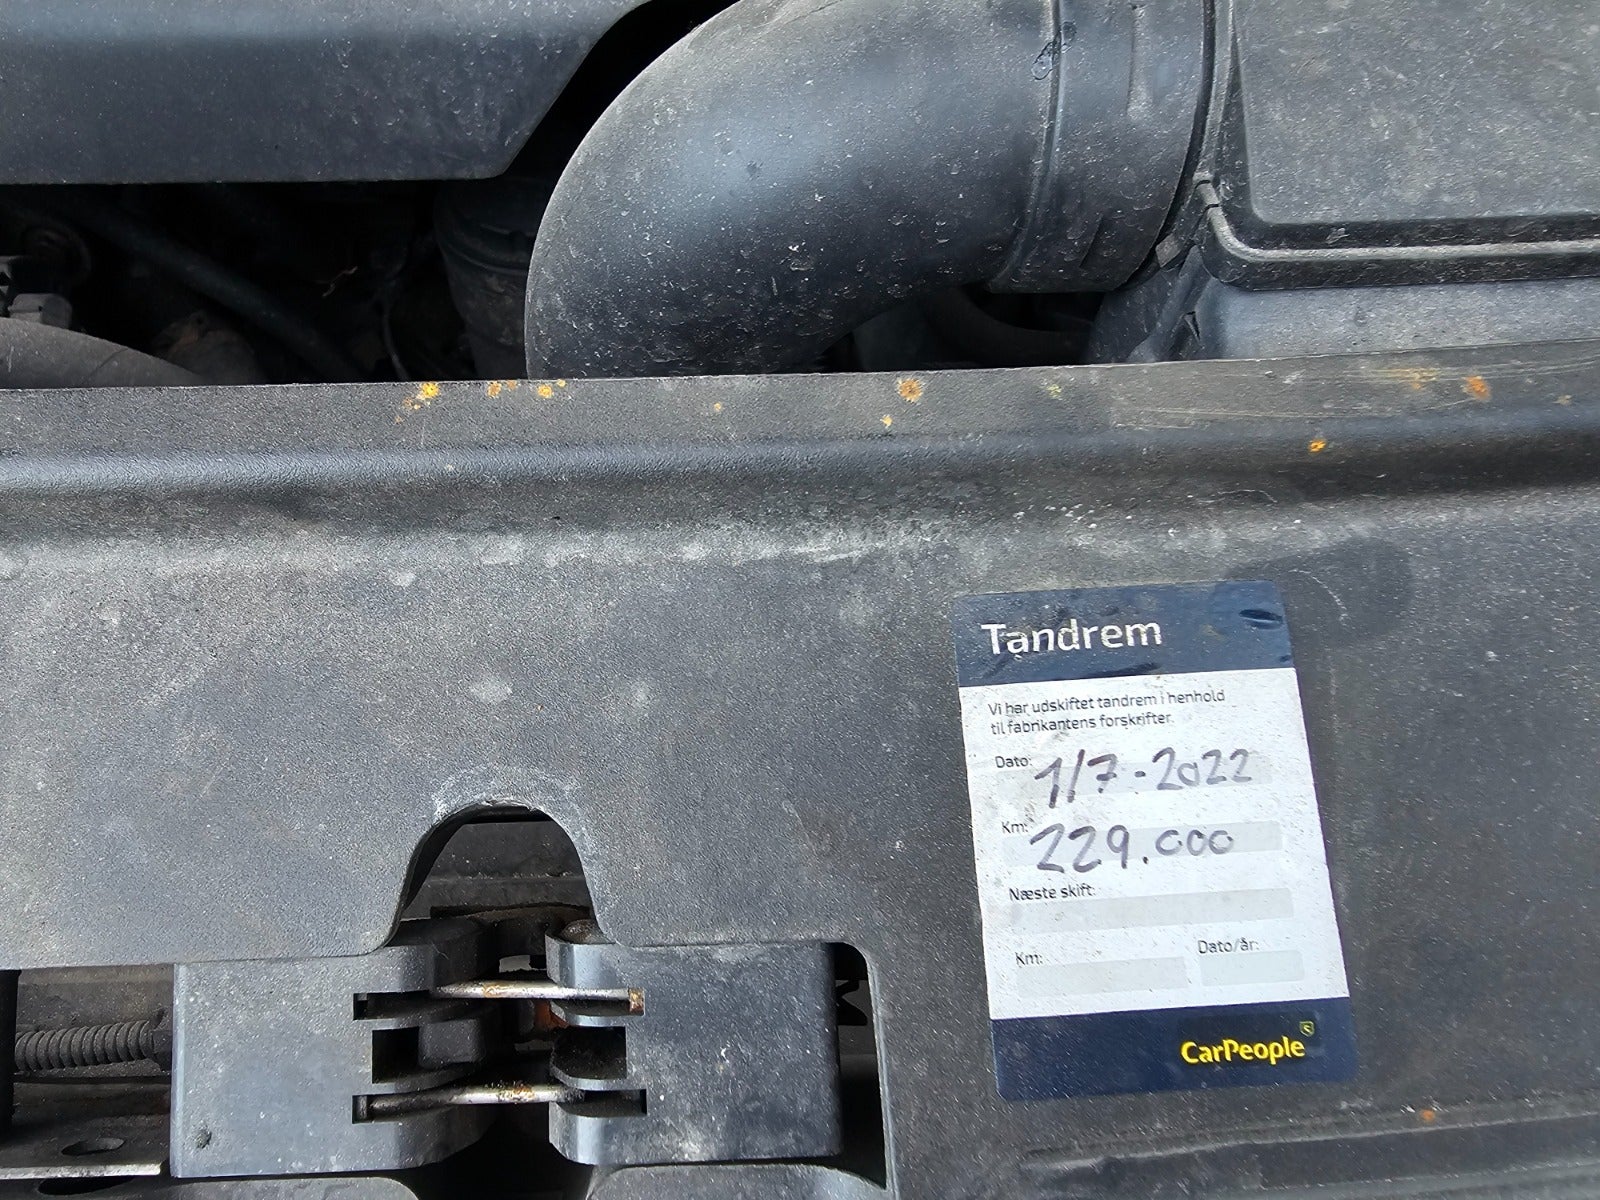 Tandrem
Vi har udskiftet tandrem i henhold
til fabrikantens forskrifter.
Dato: 1/7-2022
Km: 229.000
Næste skift:
Km: Dato/år:
CarPeople